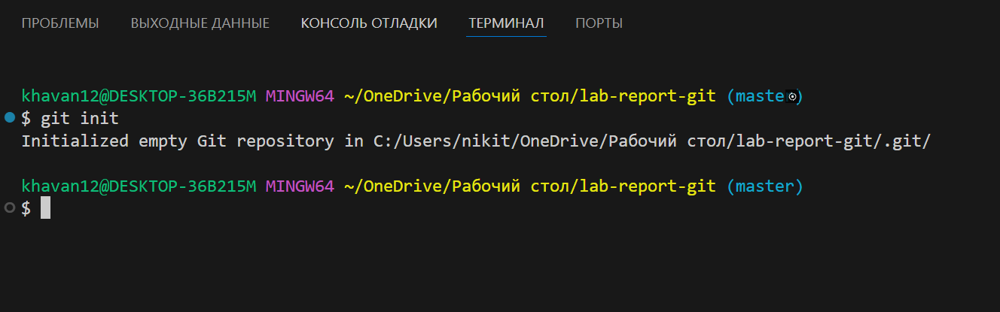 ПРОБЛЕМЫ ВЫХОДНЫЕ ДАННЫЕ КОНСОЛЬ ОТЛАДКИ ТЕРМИНАЛ ПОРТЫ
khavan12@DESKTOP-36B215M MINGW64 ~/OneDrive/Рабочий стол/lab-report-git (maste)
$ git init
Initialized empty Git repository in C:/Users/nikit/OneDrive/Рабочий стол/lab-report-git/.git/
khavan12@DESKTOP-36B215M MINGW64 ~/OneDrive/Рабочий стол/lab-report-git (master)
$